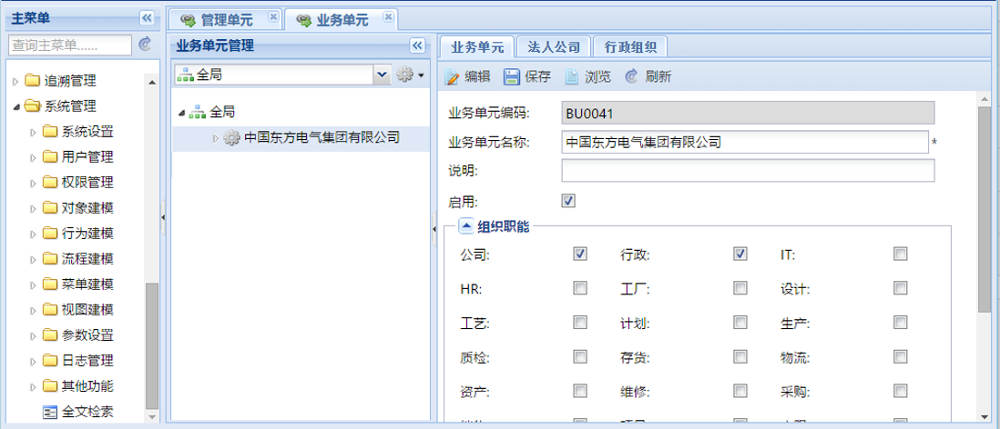 主菜单
查询主菜单......
追溯管理
系统管理
系统设置
用户管理
权限管理
对象建模
行为建模
流程建模
菜单建模
视图建模
参数设置
日志管理
其他功能
全文检索
管理单元 业务单元
业务单元管理
全局
全局
中国东方电气集团有限公司
业务单元 法人公司 行政组织
编辑 保存 浏览 刷新
业务单元编码: BU0041
业务单元名称: 中国东方电气集团有限公司 *
说明:
启用:
组织职能
公司: 行政: IT:
HR: 工厂: 设计:
工艺: 计划: 生产:
质检: 存货: 物流:
资产: 维修: 采购: